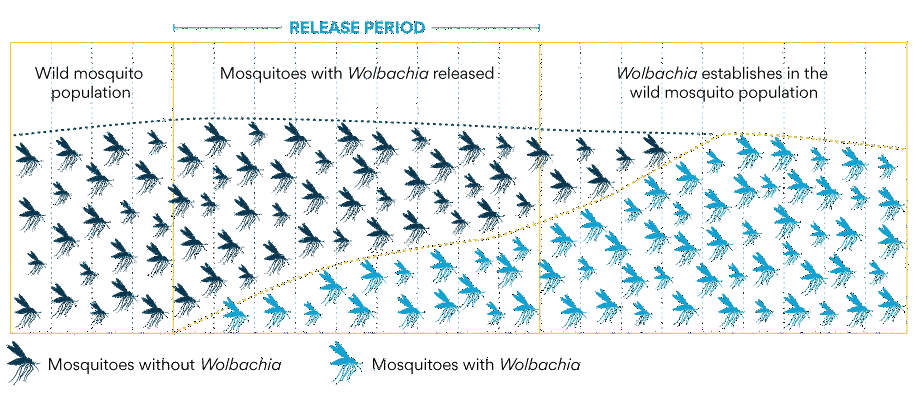 RELEASE PERIOD
Wild mosquito
population
Mosquitoes with Wolbachia released
Wolbachia establishes in the
wild mosquito population
Mosquitoes without Wolbachia
Mosquitoes with Wolbachia